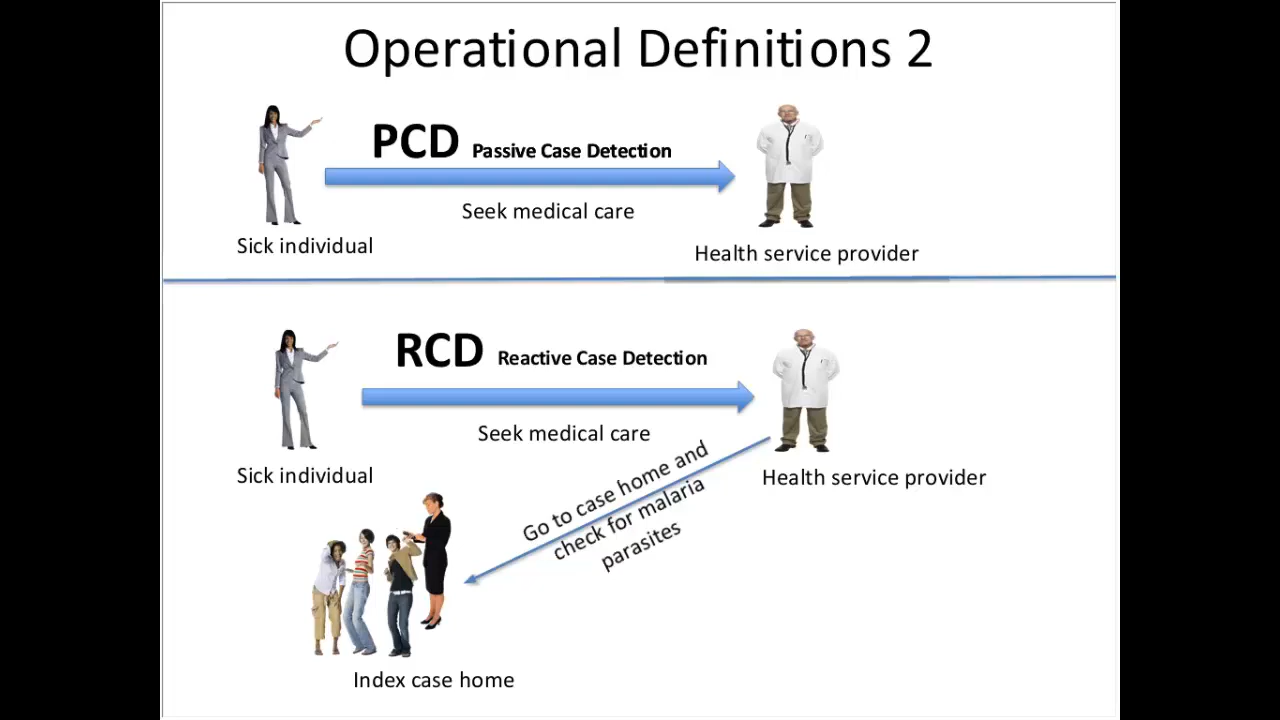 Operational Definitions 2
PCD Passive Case Detection
Seek medical care
Sick individual
Health service provider
RCD Reactive Case Detection
Seek medical care
Sick individual
Health service provider
Go to case home and
check for malaria
parasites
Index case home